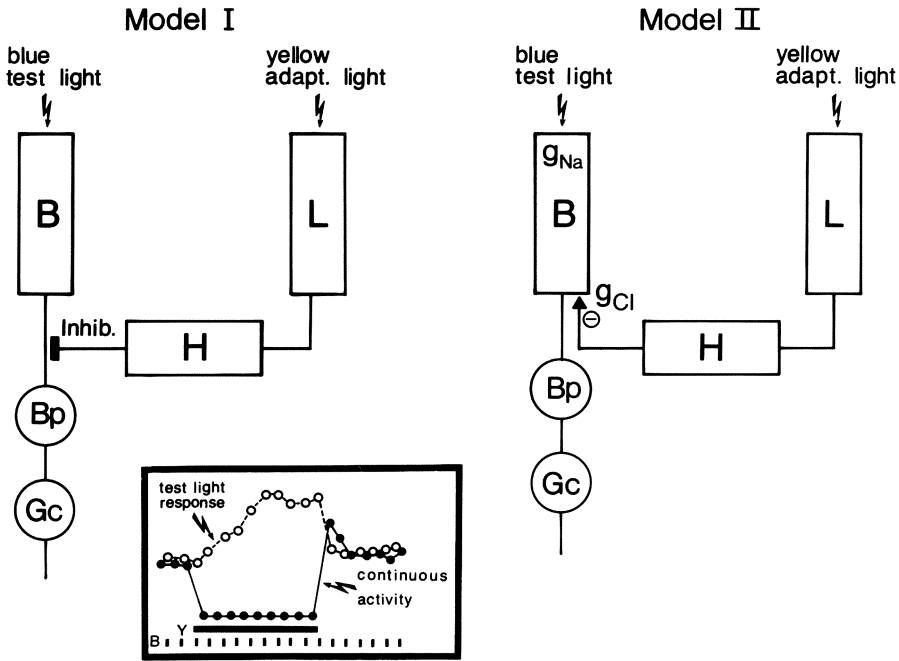 Model I
blue
test light
yellow
adapt. light
B
L
Inhib.
H
Bp
Gc
Model II
blue
test light
yellow
adapt. light
gNa
B
L
gCl
⊖
H
Bp
Gc
test light
response
continuous
activity
Y
B